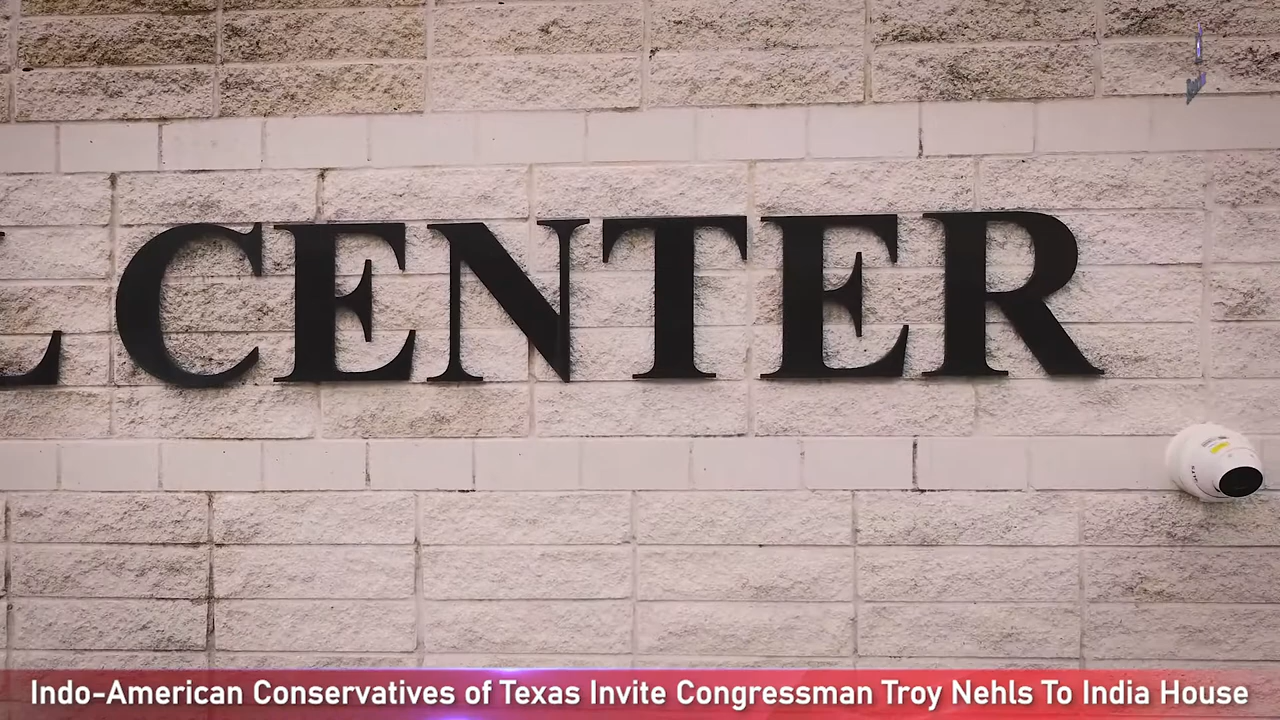 L CENTER
Indo-American Conservatives of Texas Invite Congressman Troy Nehls To India House